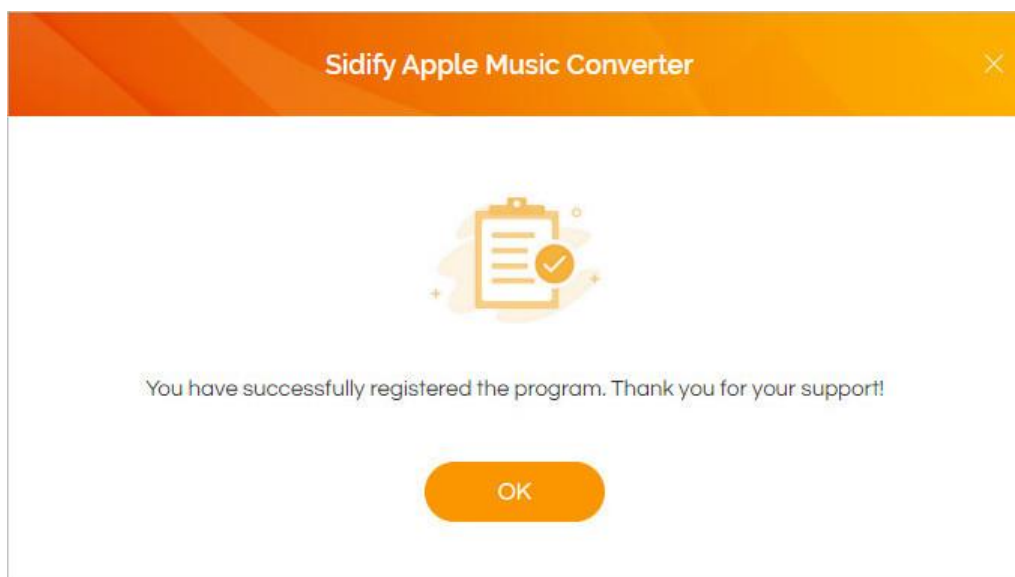 Sidify Apple Music Converter
You have successfully registered the program. Thank you for your support!
OK